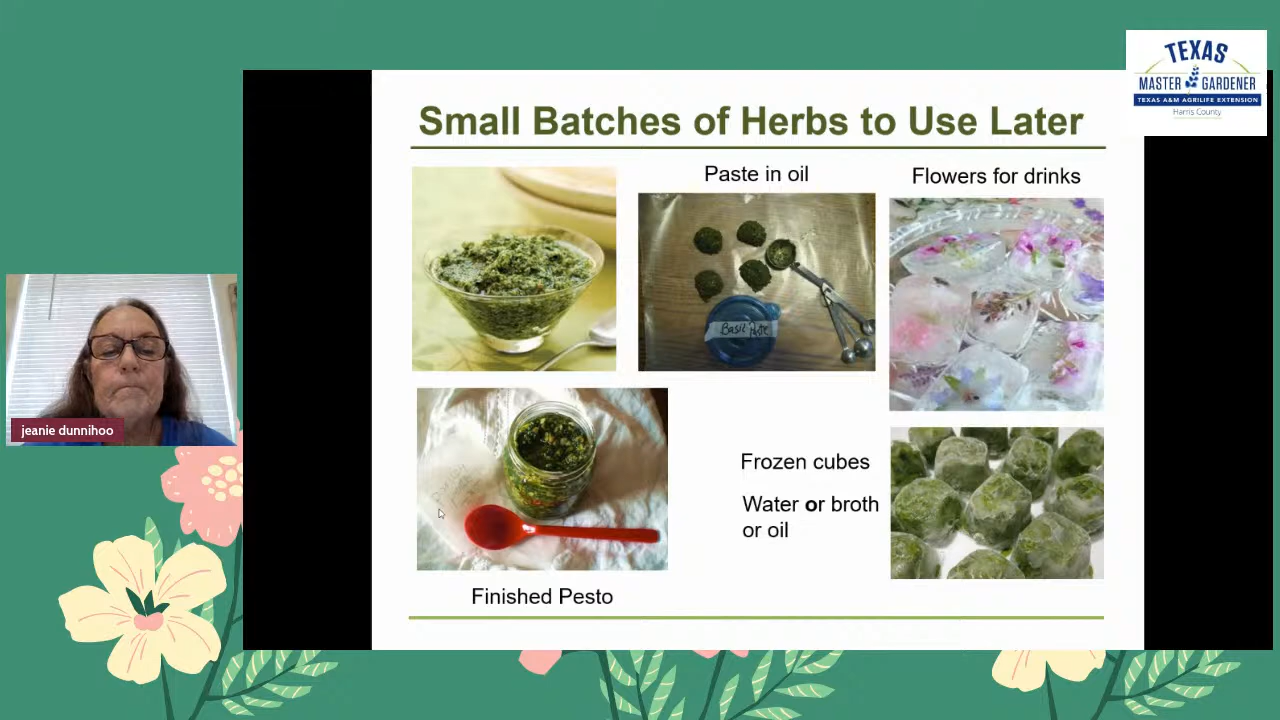 TEXAS
MASTER GARDENER
TEXAS A&M AGRILIFE EXTENSION
Harris County
Small Batches of Herbs to Use Later
Paste in oil
Flowers for drinks
Basil Paste
jeanie dunnihoo
Frozen cubes
Water or broth
or oil
Finished Pesto